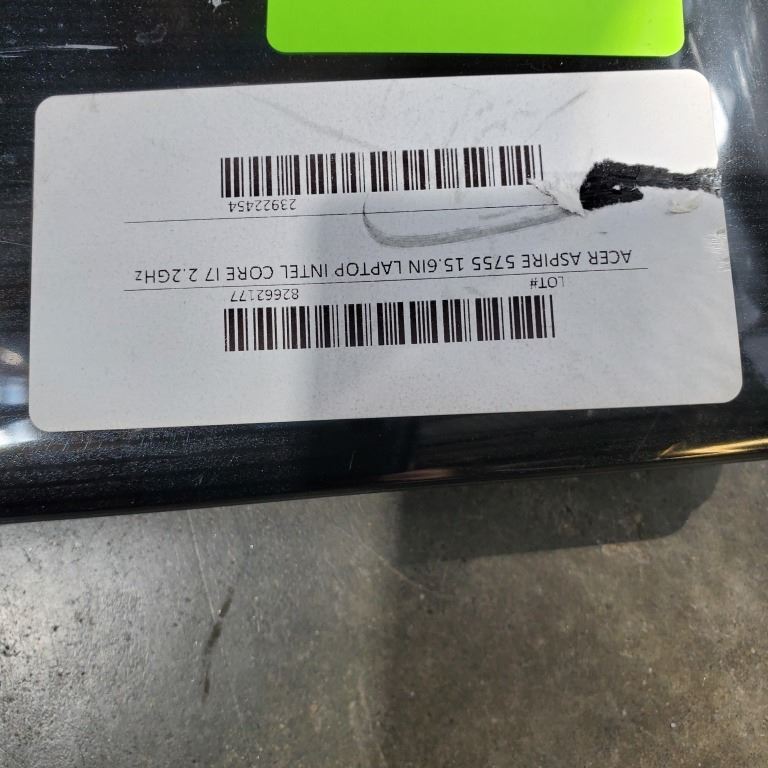 LOT#
82662177
ACER ASPIRE 5755 15.6IN LAPTOP INTEL CORE I7 2.2GHz
23922454